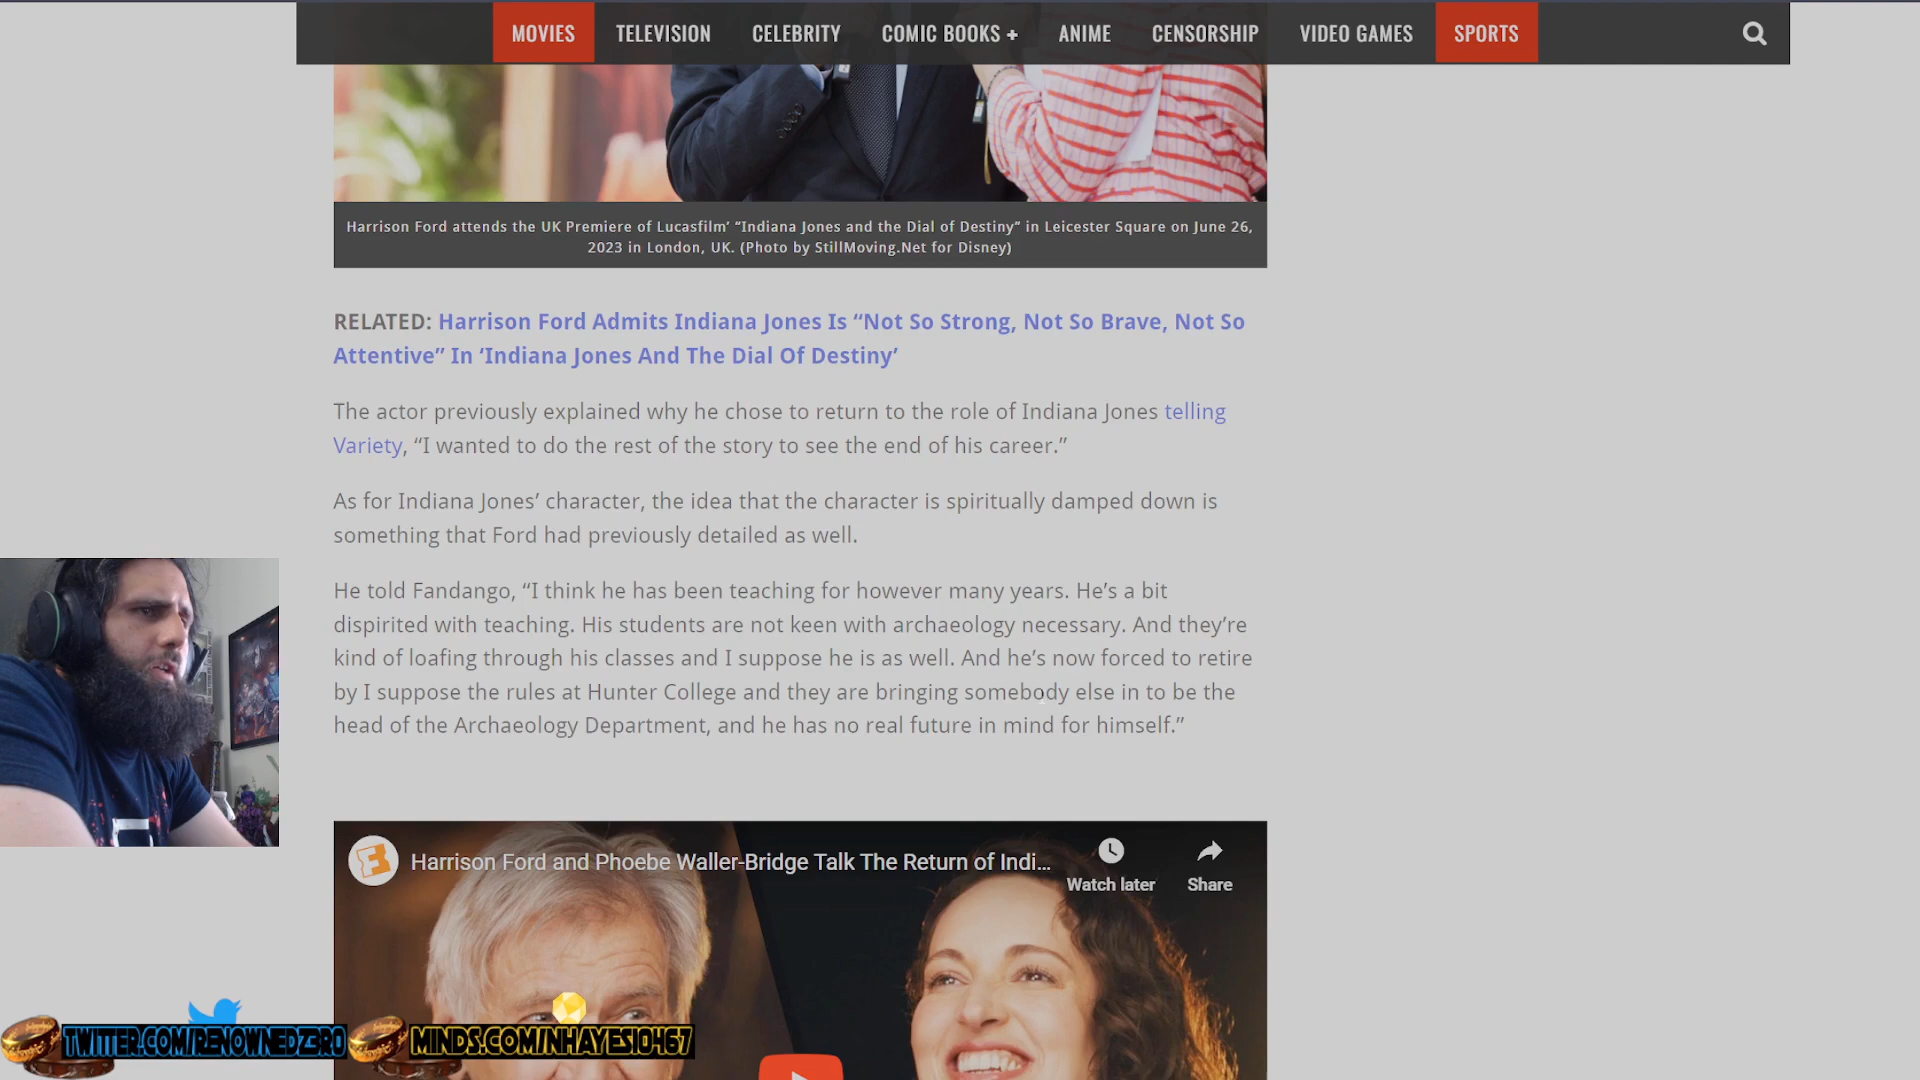 MOVIES TELEVISION CELEBRITY COMIC BOOKS + ANIME CENSORSHIP VIDEO GAMES SPORTS
Harrison Ford attends the UK Premiere of Lucasfilm’ “Indiana Jones and the Dial of Destiny” in Leicester Square on June 26,
2023 in London, UK. (Photo by StillMoving.Net for Disney)
RELATED: Harrison Ford Admits Indiana Jones Is “Not So Strong, Not So Brave, Not So
Attentive” In ‘Indiana Jones And The Dial Of Destiny’
The actor previously explained why he chose to return to the role of Indiana Jones telling
Variety, “I wanted to do the rest of the story to see the end of his career.”
As for Indiana Jones’ character, the idea that the character is spiritually damped down is
something that Ford had previously detailed as well.
He told Fandango, “I think he has been teaching for however many years. He’s a bit
dispirited with teaching. His students are not keen with archaeology necessary. And they’re
kind of loafing through his classes and I suppose he is as well. And he’s now forced to retire
by I suppose the rules at Hunter College and they are bringing somebody else in to be the
head of the Archaeology Department, and he has no real future in mind for himself.”
Harrison Ford and Phoebe Waller-Bridge Talk The Return of Indi...
Watch later Share
TWITTER.COM/RENOWNEDZ3R0 MINDS.COM/NHAYES10467